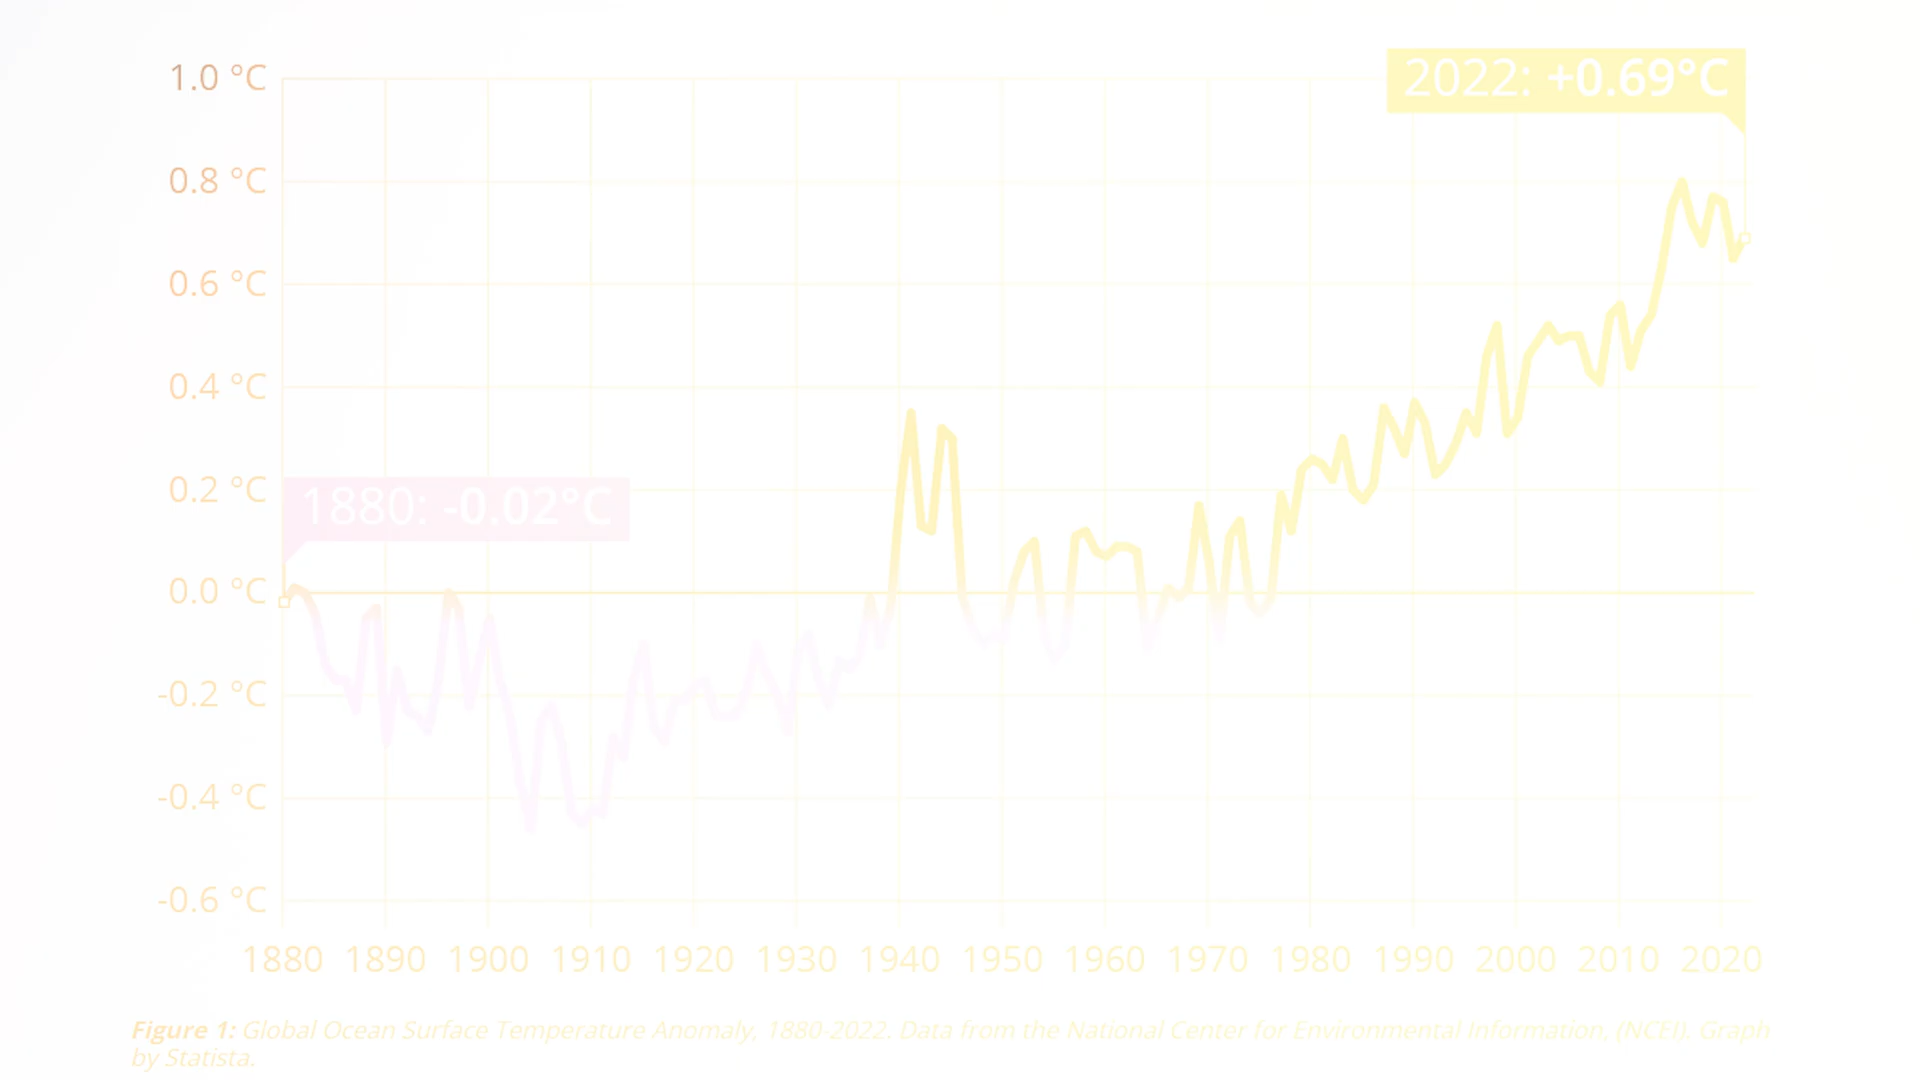 1.0 °C
2022: +0.69°C
0.8 °C
0.6 °C
0.4 °C
0.2 °C
1880: -0.02°C
0.0 °C
-0.2 °C
-0.4 °C
-0.6 °C
1880 1890 1900 1910 1920 1930 1940 1950 1960 1970 1980 1990 2000 2010 2020
Figure 1: Global Ocean Surface Temperature Anomaly, 1880-2022. Data from the National Center for Environmental Information, (NCEI). Graph
by Statista.